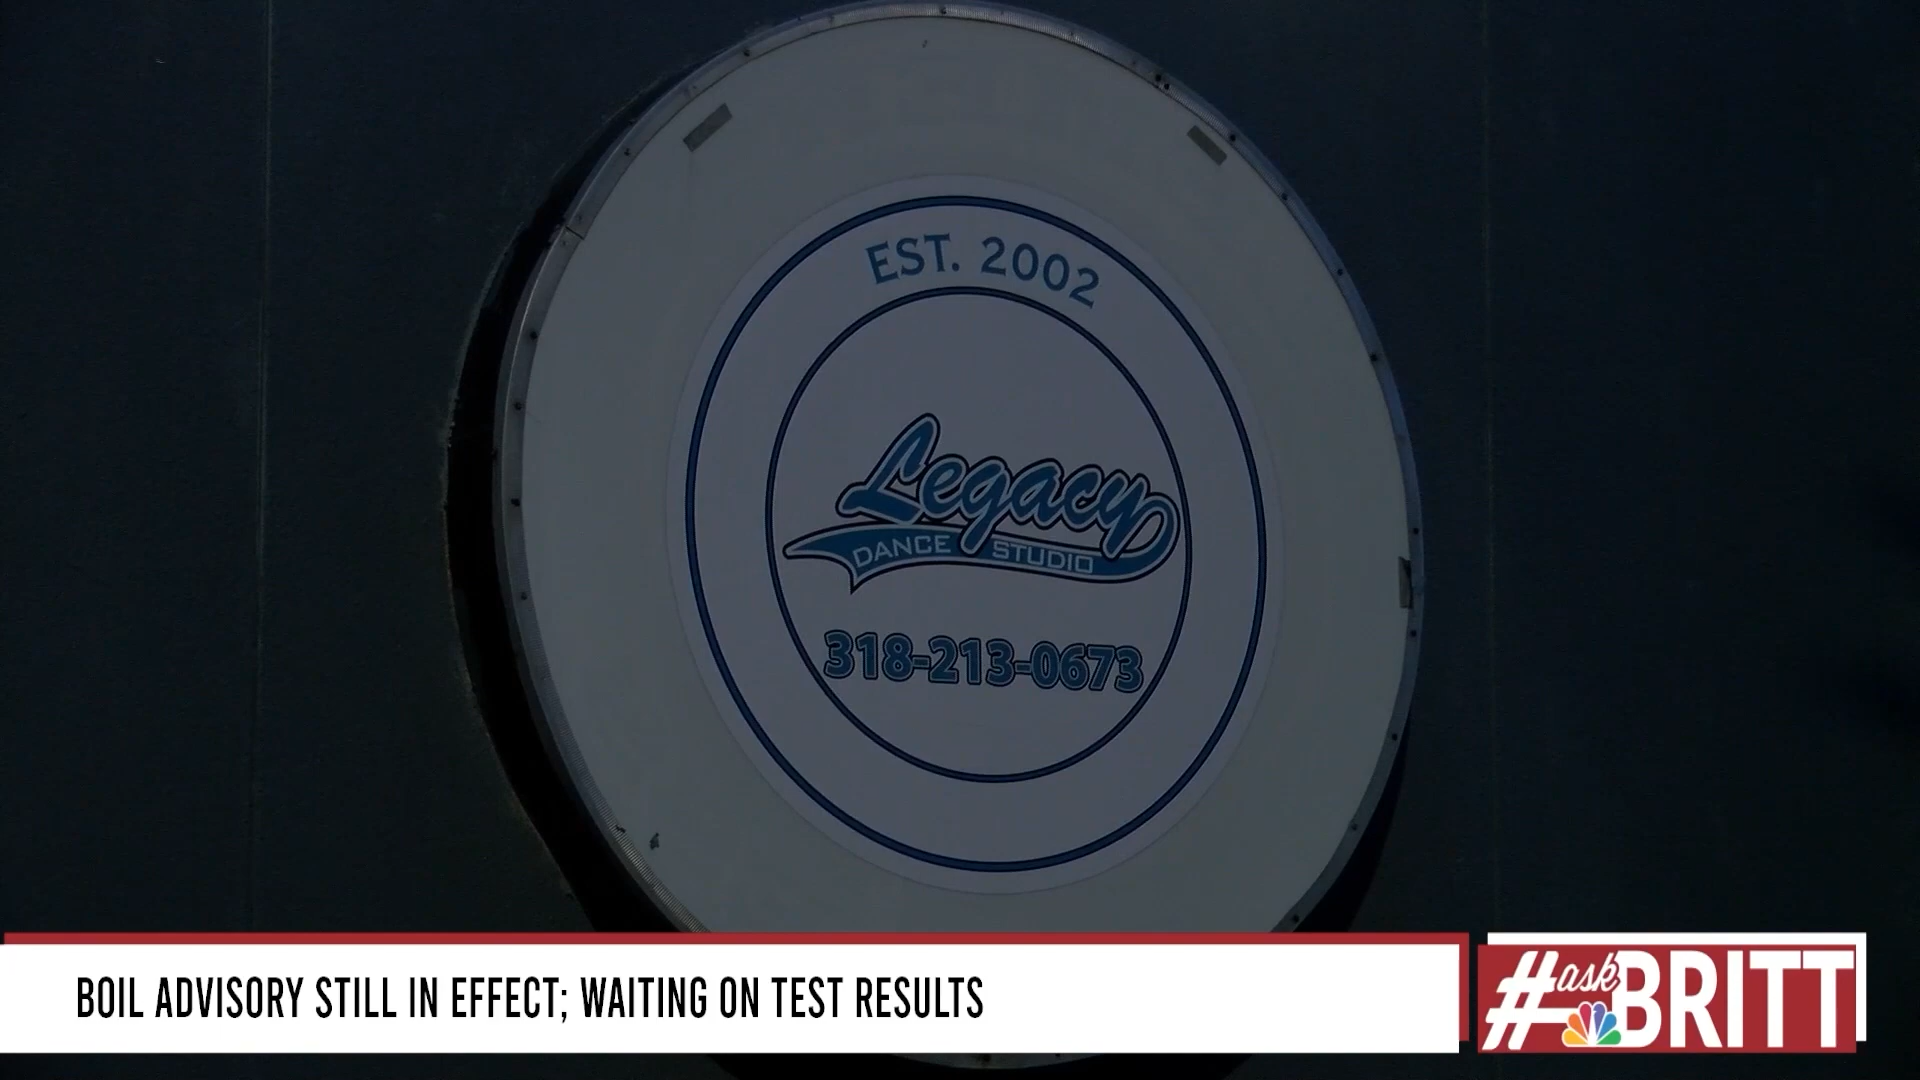 EST. 2002
Legacy
DANCE STUDIO
318-213-0673
BOIL ADVISORY STILL IN EFFECT; WAITING ON TEST RESULTS
#ask BRITT